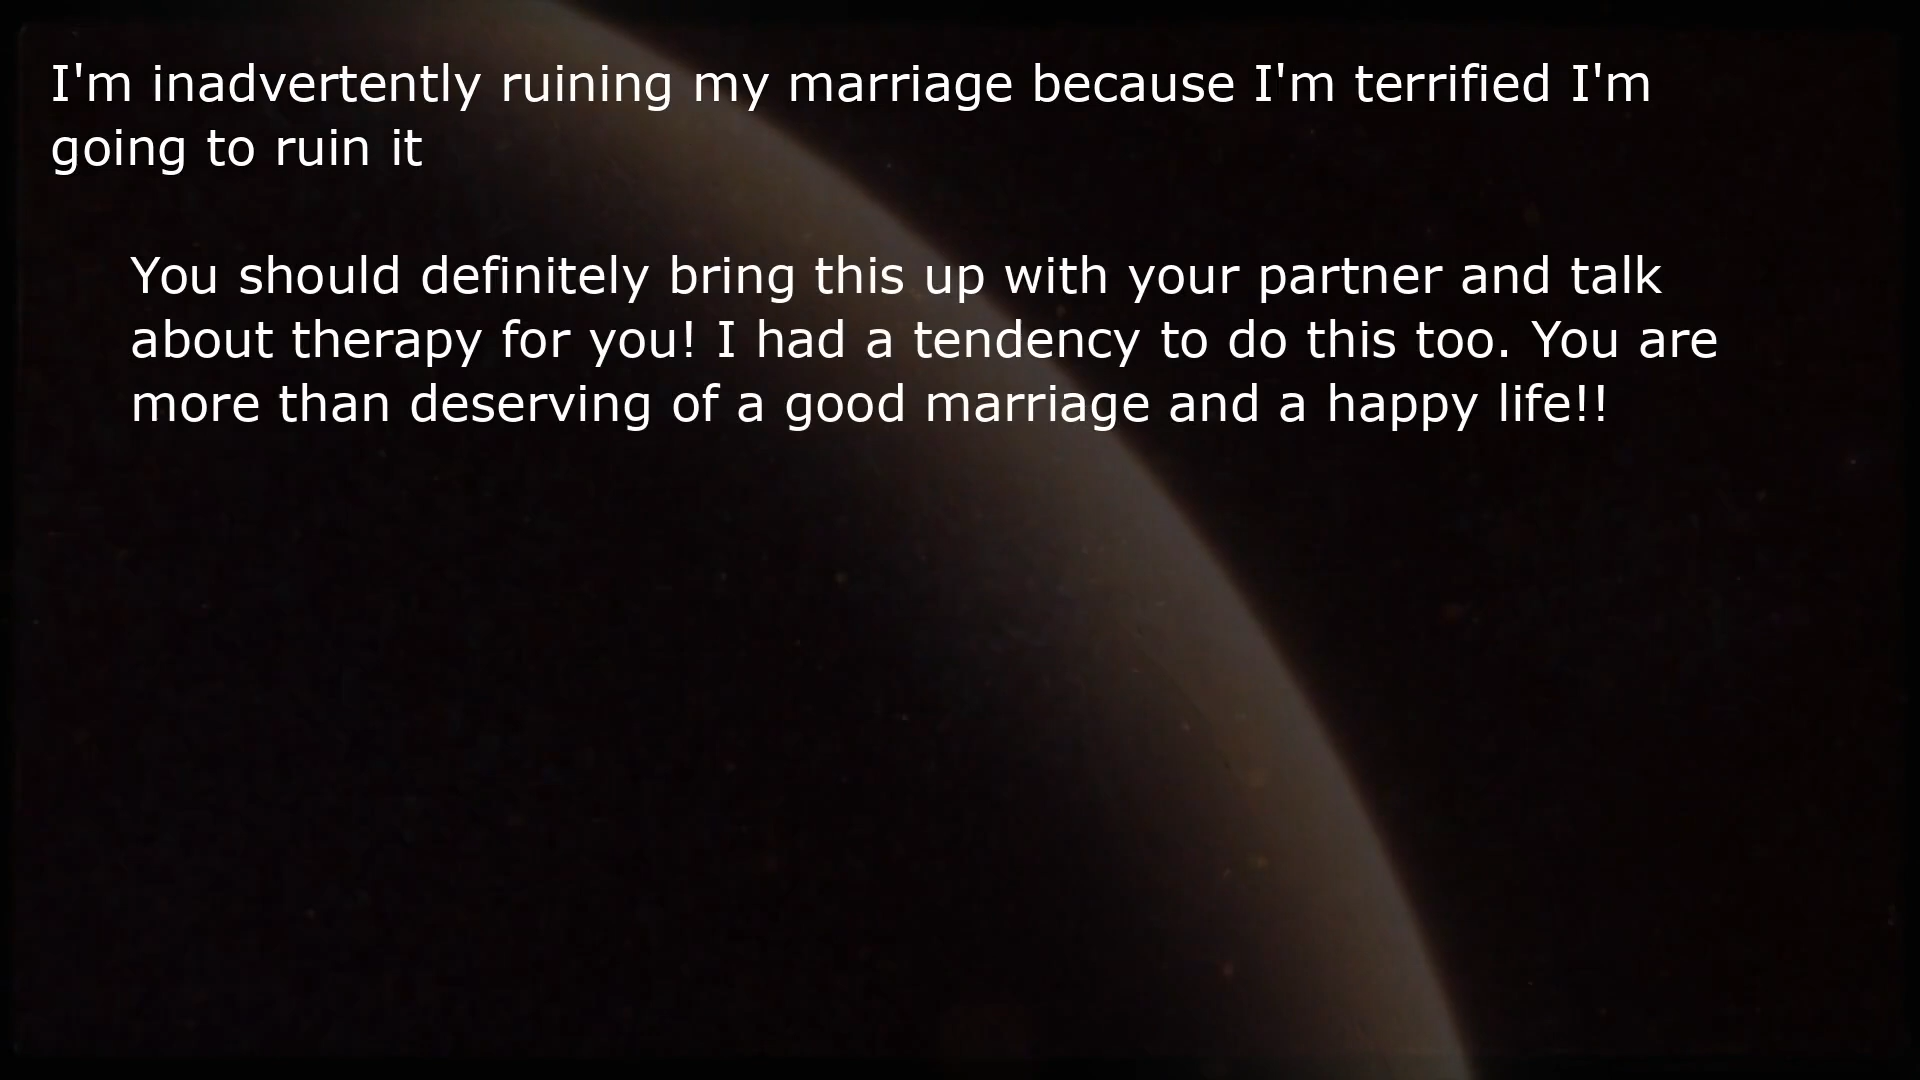 I'm inadvertently ruining my marriage because I'm terrified I'm
going to ruin it
You should definitely bring this up with your partner and talk
about therapy for you! I had a tendency to do this too. You are
more than deserving of a good marriage and a happy life!!